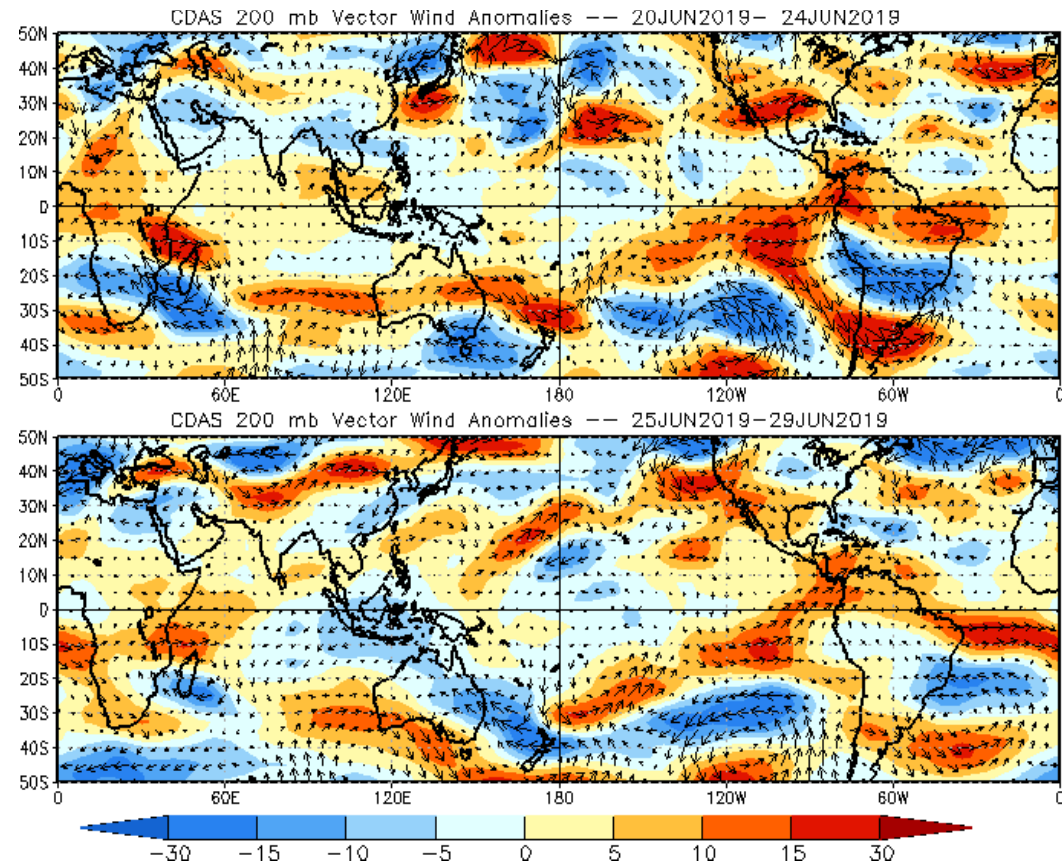 CDAS 200 mb Vector Wind Anomalies -- 20JUN2019- 24JUN2019
50N
40N
30N
20N
10N
0
10S
20S
30S
40S
50S
0 60E 120E 180 120W 60W 0
CDAS 200 mb Vector Wind Anomalies -- 25JUN2019-29JUN2019
50N
40N
30N
20N
10N
0
10S
20S
30S
40S
50S
0 60E 120E 180 120W 60W 0
-30 -15 -10 -5 0 5 10 15 30